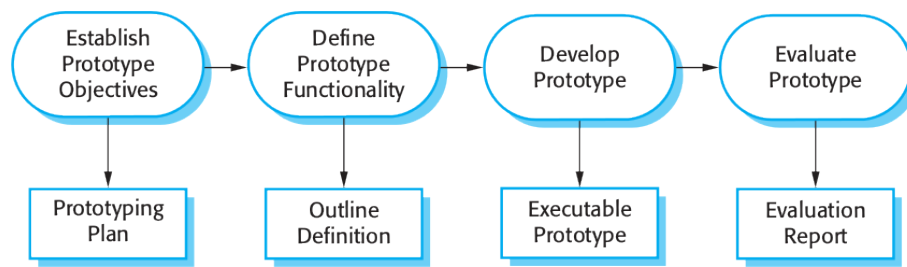 Establish
Prototype
Objectives
Define
Prototype
Functionality
Develop
Prototype
Evaluate
Prototype
Prototyping
Plan
Outline
Definition
Executable
Prototype
Evaluation
Report